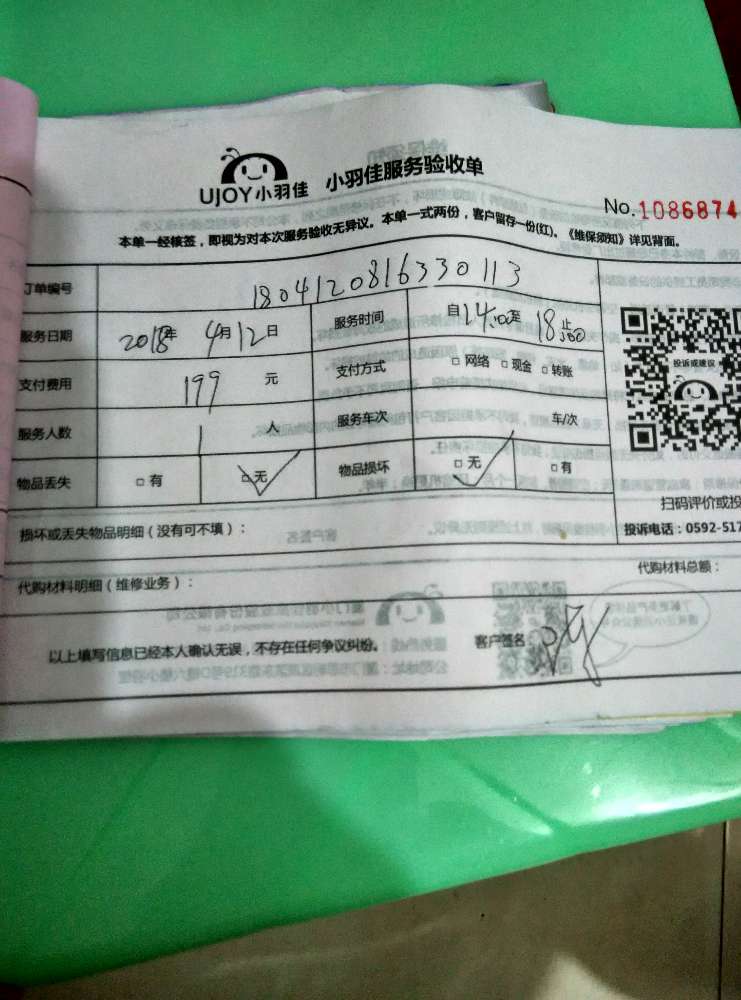 UJOY小羽佳 小羽佳服务验收单
No.1086874
本单一经核签，即视为对本次服务验收无异议。本单一式两份，客户留存一份(红)。《维保须知》详见背面。
订单编号 1804120816330113
服务日期 2018年 4月12日 服务时间 自14:00至 18:00止
支付费用 199 元 支付方式 □ 网络 □ 现金 □ 转账
服务人数 1 人 服务车次 车/次
物品丢失 □ 有 □ 无 物品损坏 □ 无 □ 有
投诉或建议
扫码评价或投
投诉电话：0592-517
损坏或丢失物品明细（没有可不填）：
代购材料明细（维修业务）：
代购材料总额：
以上填写信息已经本人确认无误，不存在任何争议纠纷。 客户签名：